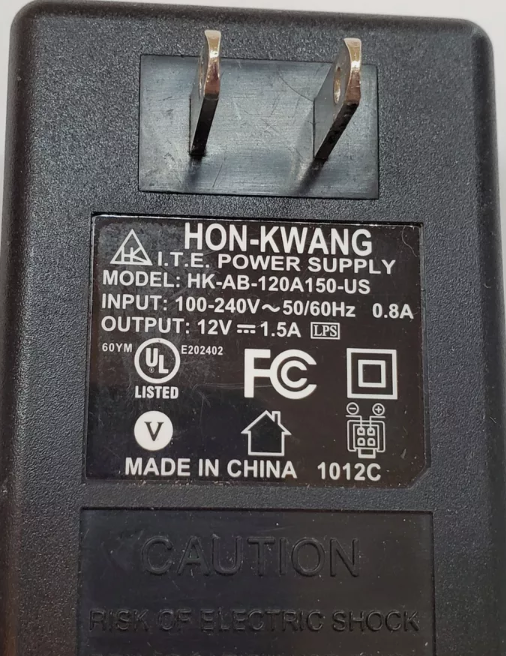 HON-KWANG
HK I.T.E. POWER SUPPLY
MODEL: HK-AB-120A150-US
INPUT: 100-240V~50/60Hz 0.8A
OUTPUT: 12V⎓1.5A LPS
60YM UL E202402
LISTED
FC
V
MADE IN CHINA 1012C
CAUTION
RISK OF ELECTRIC SHOCK